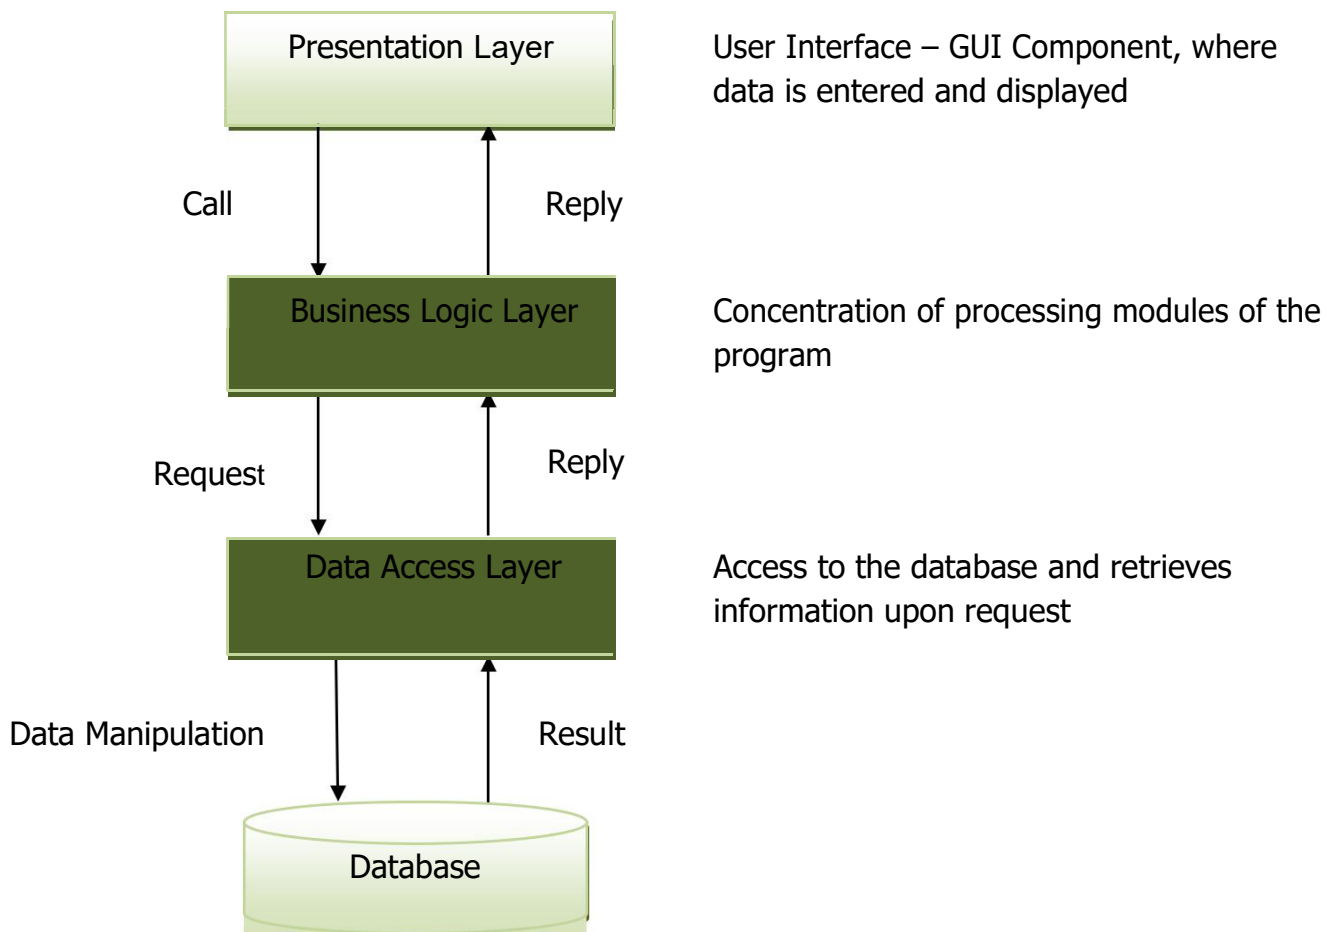 Presentation Layer
User Interface – GUI Component, where
data is entered and displayed
Call
Reply
Business Logic Layer
Concentration of processing modules of the
program
Request
Reply
Data Access Layer
Access to the database and retrieves
information upon request
Data Manipulation
Result
Database